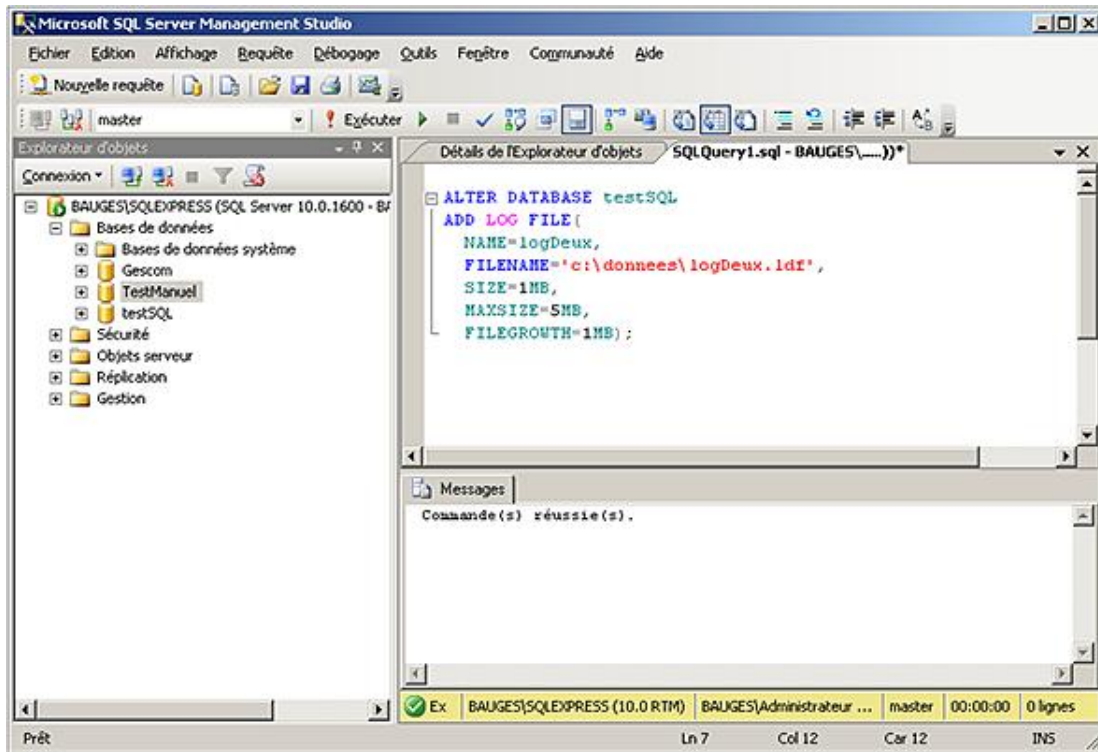 Microsoft SQL Server Management Studio
Fichier Edition Affichage Requête Débogage Outils Fenêtre Communauté Aide
Nouvelle requête
master Exécuter
Explorateur d'objets
Connexion
BAUGES\SQLEXPRESS (SQL Server 10.0.1600 - BA
Bases de données
Bases de données système
Gescom
TestManuel
testSQL
Sécurité
Objets serveur
Réplication
Gestion
Détails de l'Explorateur d'objets SQLQuery1.sql - BAUGES\.....))*
ALTER DATABASE testSQL
ADD LOG FILE(
NAME=logDeux,
FILENAME='c:\donnees\logDeux.ldf',
SIZE=1MB,
MAXSIZE=5MB,
FILEGROWTH=1MB);
Messages
Commande(s) réussie(s).
Ex BAUGES\SQLEXPRESS (10.0 RTM) BAUGES\Administrateur ... master 00:00:00 0 lignes
Prêt Ln 7 Col 12 Car 12 INS